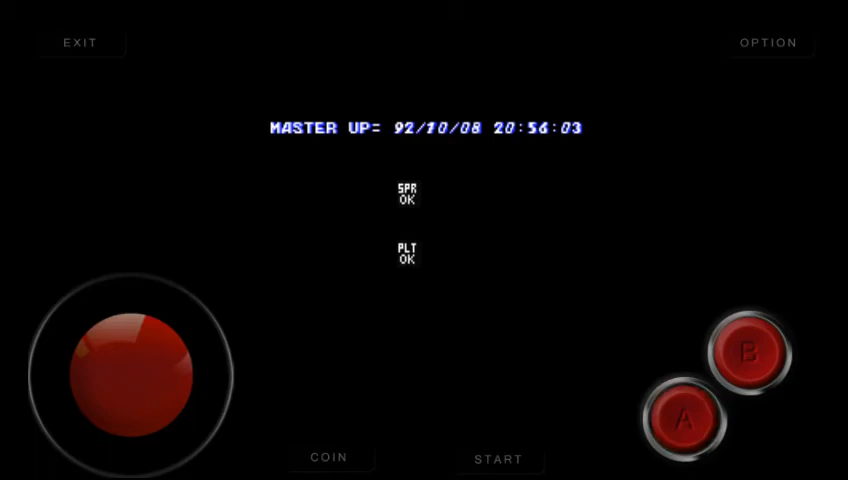 EXIT
OPTION
MASTER UP= 92/10/08 20:56:03
SPR
OK
PLT
OK
B
A
COIN
START